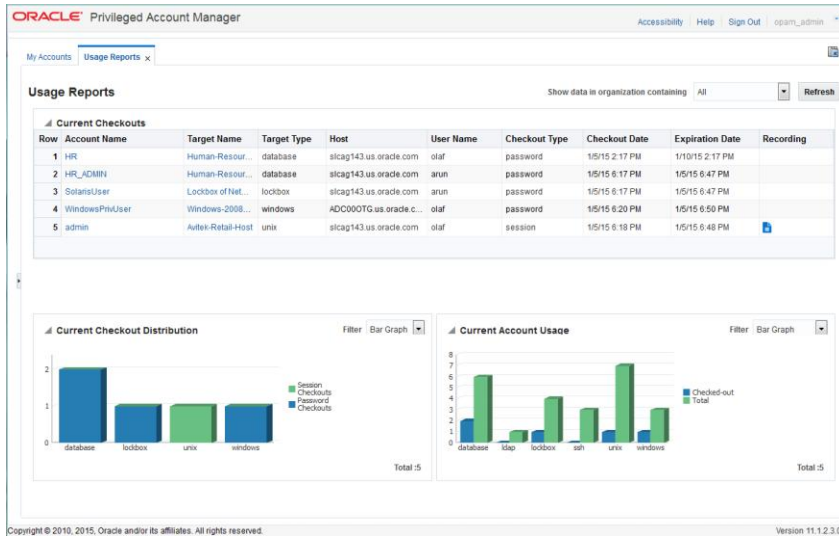 ORACLE Privileged Account Manager
Accessibility Help Sign Out opam_admin
My Accounts Usage Reports x
Usage Reports Show data in organization containing All Refresh
Current Checkouts
Row Account Name Target Name Target Type Host User Name Checkout Type Checkout Date Expiration Date Recording
1 HR Human-Resour... database slcag143.us.oracle.com olaf password 1/5/15 2:17 PM 1/10/15 2:17 PM
2 HR_ADMIN Human-Resour... database slcag143.us.oracle.com arun password 1/5/15 6:17 PM 1/5/15 6:47 PM
3 SolarisUser Lockbox of Net... lockbox slcag143.us.oracle.com arun password 1/5/15 6:17 PM 1/5/15 6:47 PM
4 WindowsPrivUser Windows-2008... windows ADC00OTG.us.oracle.c... olaf password 1/5/15 6:20 PM 1/5/15 6:50 PM
5 admin Avitek-Retail-Host unix slcag143.us.oracle.com olaf session 1/5/15 6:18 PM 1/5/15 6:48 PM
Current Checkout Distribution Filter Bar Graph
2
1
0
database lockbox unix windows
Session
Checkouts
Password
Checkouts
Total :5
Current Account Usage Filter Bar Graph
8
7
6
5
4
3
2
1
0
database ldap lockbox ssh unix windows
Checked-out
Total
Total :5
Copyright © 2010, 2015, Oracle and/or its affiliates. All rights reserved.
Version 11.1.2.3.0